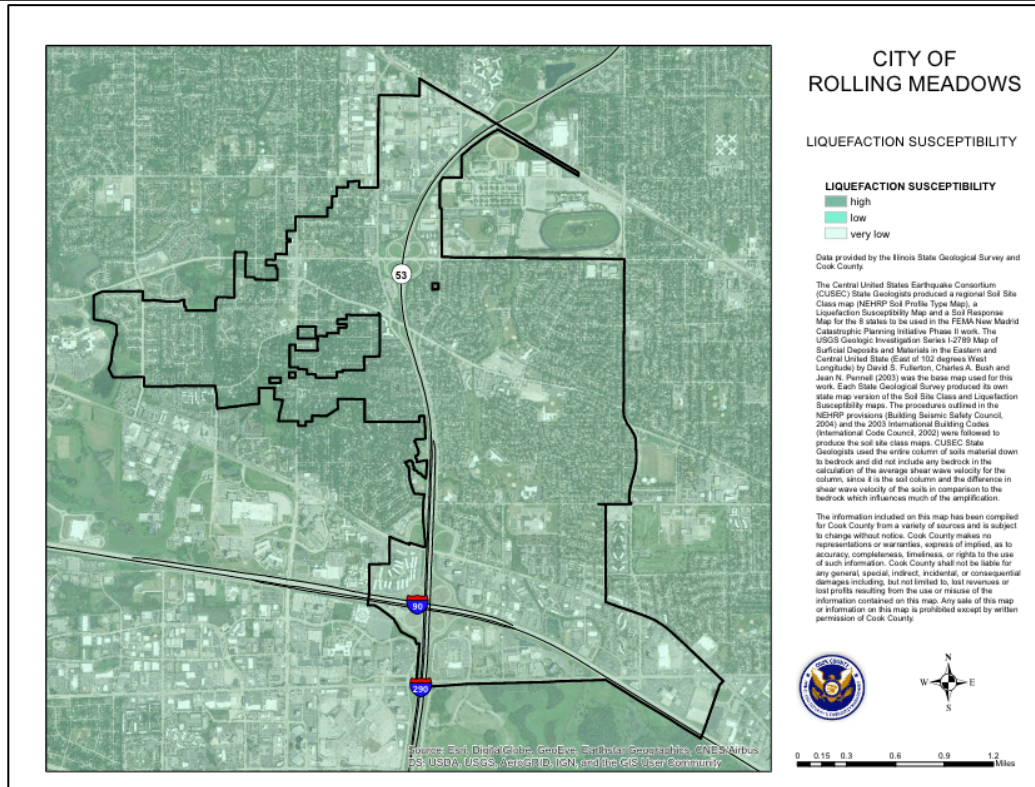 CITY OF
ROLLING MEADOWS
LIQUEFACTION SUSCEPTIBILITY
LIQUEFACTION SUSCEPTIBILITY
high
low
very low
Data provided by the Illinois State Geological Survey and
Cook County.
The Central United States Earthquake Consortium
(CUSEC) State Geologists produced a regional Soil Site
Class map (NEHRP Soil Profile Type Map), a
Liquefaction Susceptibility Map and a Soil Response
Map for the 8 states to be used in the FEMA New Madrid
Catastrophic Planning Initiative Phase II work. The
USGS Geologic Investigation Series I-2789 Map of
Surficial Deposits and Materials in the Eastern and
Central United State (East of 102 degrees West
Longitude) by David S. Fullerton, Charles A. Bush and
Jean N. Pennell (2003) was the base map used for this
work. Each State Geological Survey produced its own
state map version of the Soil Site Class and Liquefaction
Susceptibility maps. The procedures outlined in the
NEHRP provisions (Building Seismic Safety Council,
2004) and the 2003 International Building Codes
(International Code Council, 2002) were followed to
produce the soil site class maps. CUSEC State
Geologists used the entire column of soils material down
to bedrock and did not include any bedrock in the
calculation of the average shear wave velocity for the
column, since it is the soil column and the difference in
shear wave velocity of the soils in comparison to the
bedrock which influences much of the amplification.
The information included on this map has been compiled
for Cook County from a variety of sources and is subject
to change without notice. Cook County makes no
representations or warranties, express of implied, as to
accuracy, completeness, timeliness, or rights to the use
of such information. Cook County shall not be liable for
any general, special, indirect, incidental, or consequential
damages including, but not limited to, lost revenues or
lost profits resulting from the use or misuse of the
information contained on this map. Any sale of this map
or information on this map is prohibited except by written
permission of Cook County.
53
90
290
Source: Esri, DigitalGlobe, GeoEye, Earthstar Geographics, CNES/Airbus
DS, USDA, USGS, AeroGRID, IGN, and the GIS User Community
COOK COUNTY
N
W E
S
0 0.15 0.3 0.6 0.9 1.2
Miles